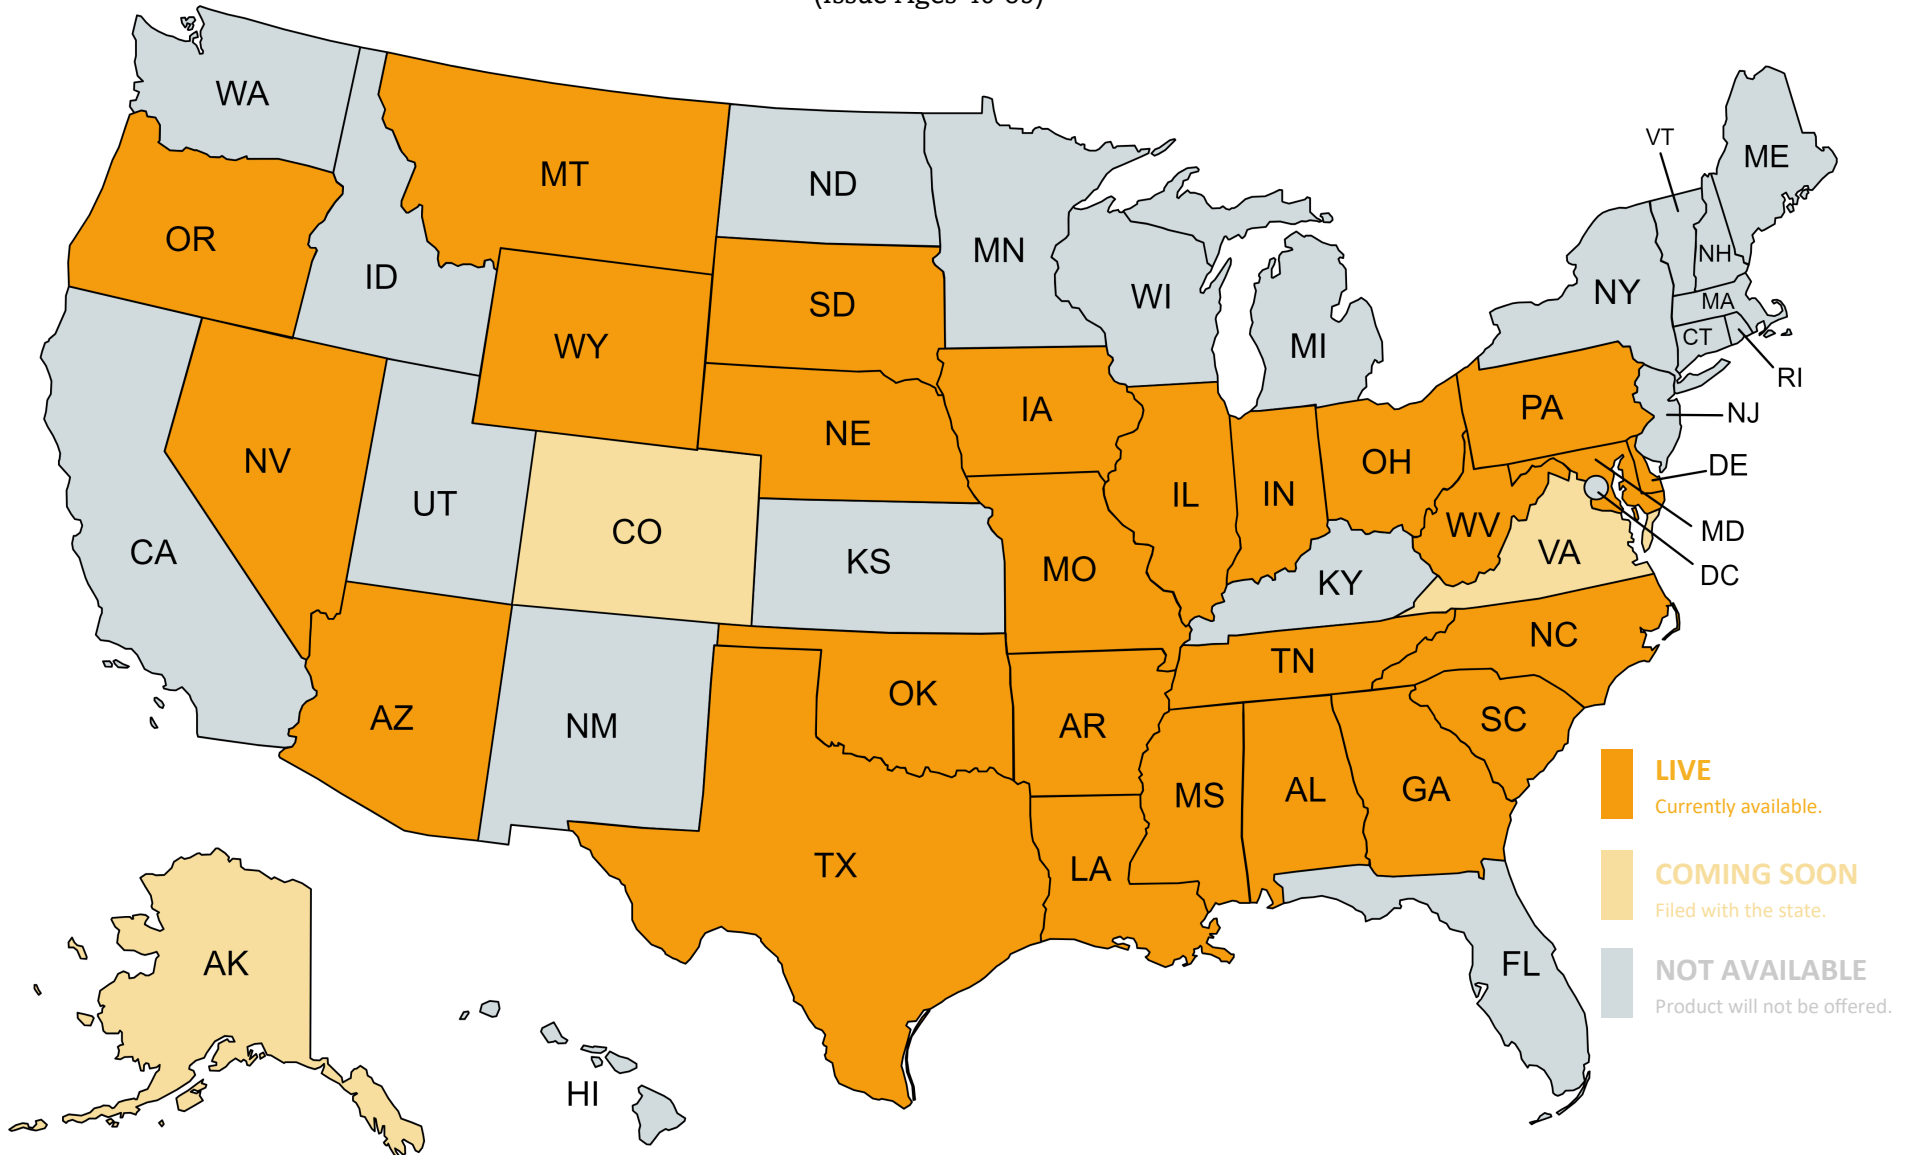 WA
VT
ME
MT
ND
OR
MN
NH
ID
NY
WI
MA
SD
CT
WY
MI
RI
IA
PA
NJ
NE
NV
OH
DE
UT
IL
IN
WV
MD
CO
VA
CA
KS
MO
KY
DC
NC
TN
OK
AZ
NM
AR
SC
LIVE
Currently available.
MS
AL
GA
TX
LA
COMING SOON
Filed with the state.
AK
FL
NOT AVAILABLE
Product will not be offered.
HI